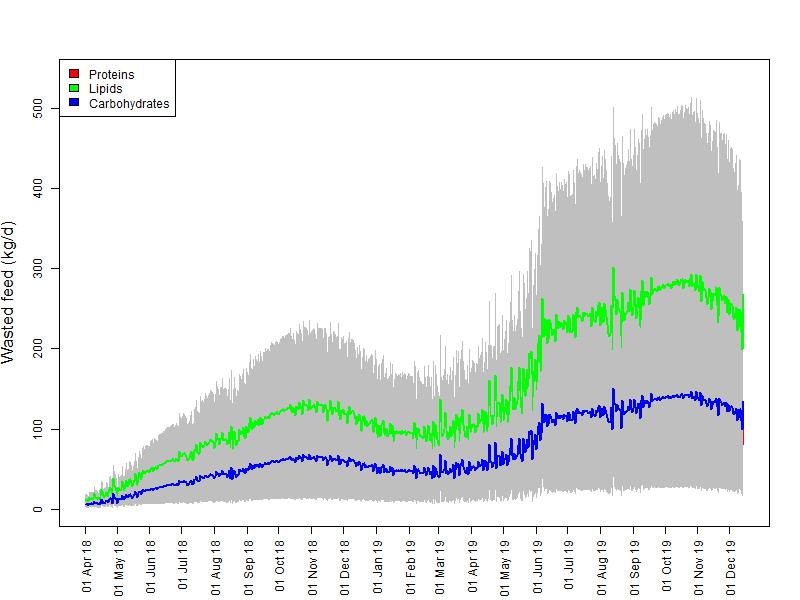 Proteins
Lipids
Carbohydrates
Wasted feed (kg/d)
500
400
300
200
100
0
01 Apr 18
01 May 18
01 Jun 18
01 Jul 18
01 Aug 18
01 Sep 18
01 Oct 18
01 Nov 18
01 Dec 18
01 Jan 19
01 Feb 19
01 Mar 19
01 Apr 19
01 May 19
01 Jun 19
01 Jul 19
01 Aug 19
01 Sep 19
01 Oct 19
01 Nov 19
01 Dec 19